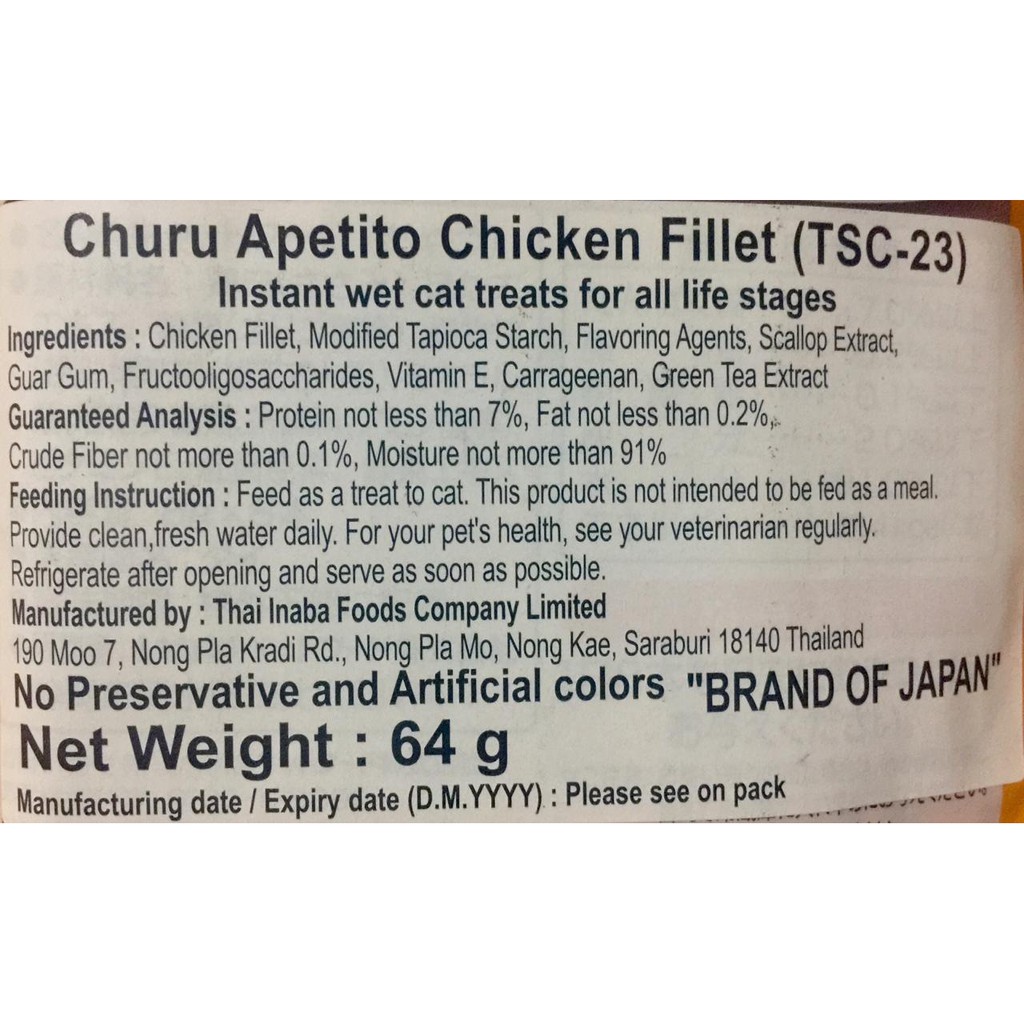 Churu Apetito Chicken Fillet (TSC-23)
Instant wet cat treats for all life stages
Ingredients : Chicken Fillet, Modified Tapioca Starch, Flavoring Agents, Scallop Extract,
Guar Gum, Fructooligosaccharides, Vitamin E, Carrageenan, Green Tea Extract
Guaranteed Analysis : Protein not less than 7%, Fat not less than 0.2%,
Crude Fiber not more than 0.1%, Moisture not more than 91%
Feeding Instruction : Feed as a treat to cat. This product is not intended to be fed as a meal.
Provide clean,fresh water daily. For your pet's health, see your veterinarian regularly.
Refrigerate after opening and serve as soon as possible.
Manufactured by : Thai Inaba Foods Company Limited
190 Moo 7, Nong Pla Kradi Rd., Nong Pla Mo, Nong Kae, Saraburi 18140 Thailand
No Preservative and Artificial colors "BRAND OF JAPAN"
Net Weight : 64 g
Manufacturing date / Expiry date (D.M.YYYY) : Please see on pack